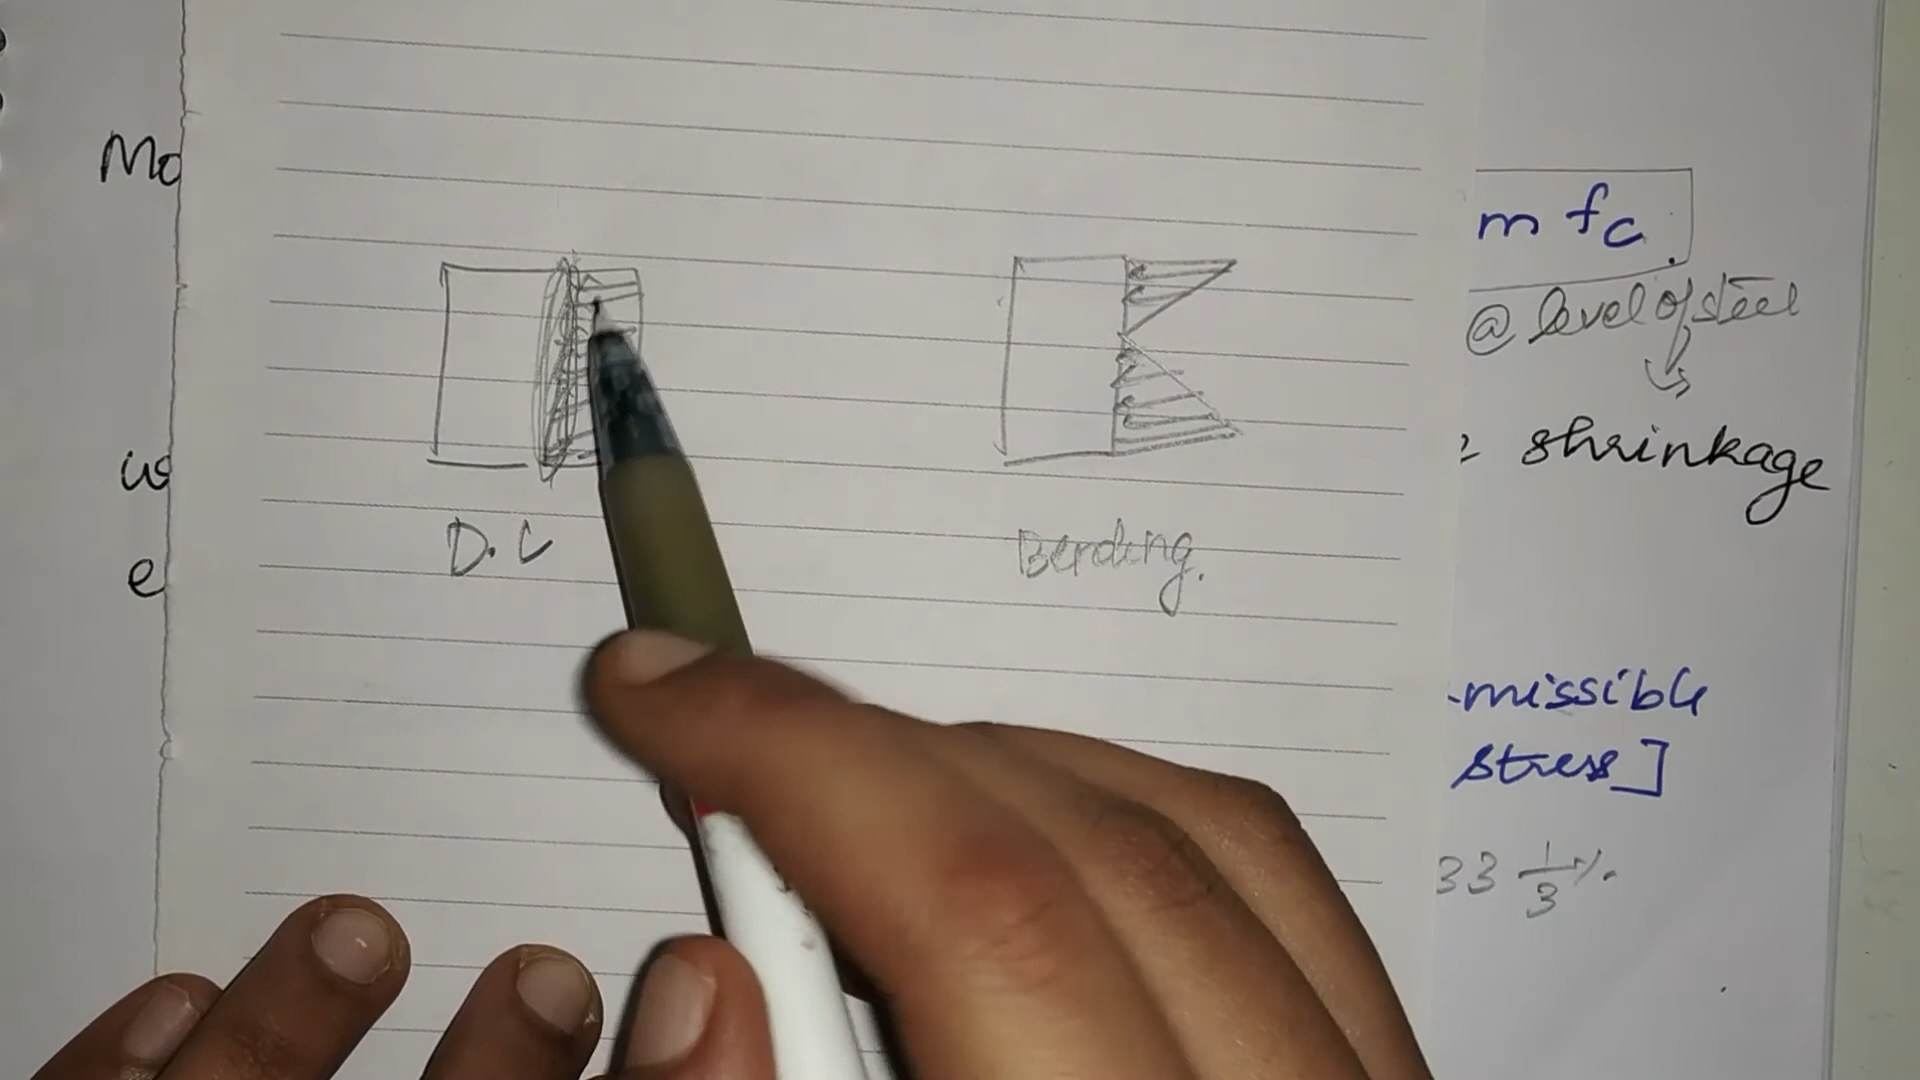 Mo
m fc.
@ level of steel
shrinkage
us
D.C
Bending.
e
missible
stress]
33 1/3 %.